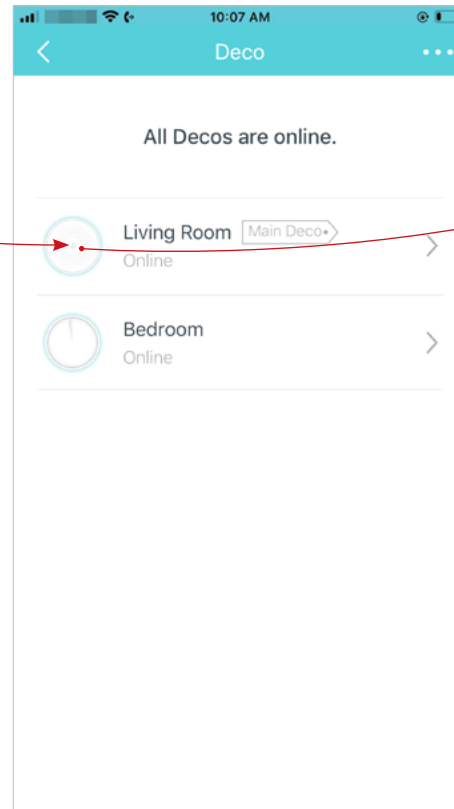 10:07 AM
Deco
All Decos are online.
Living Room Main Deco
Online
Bedroom
Online